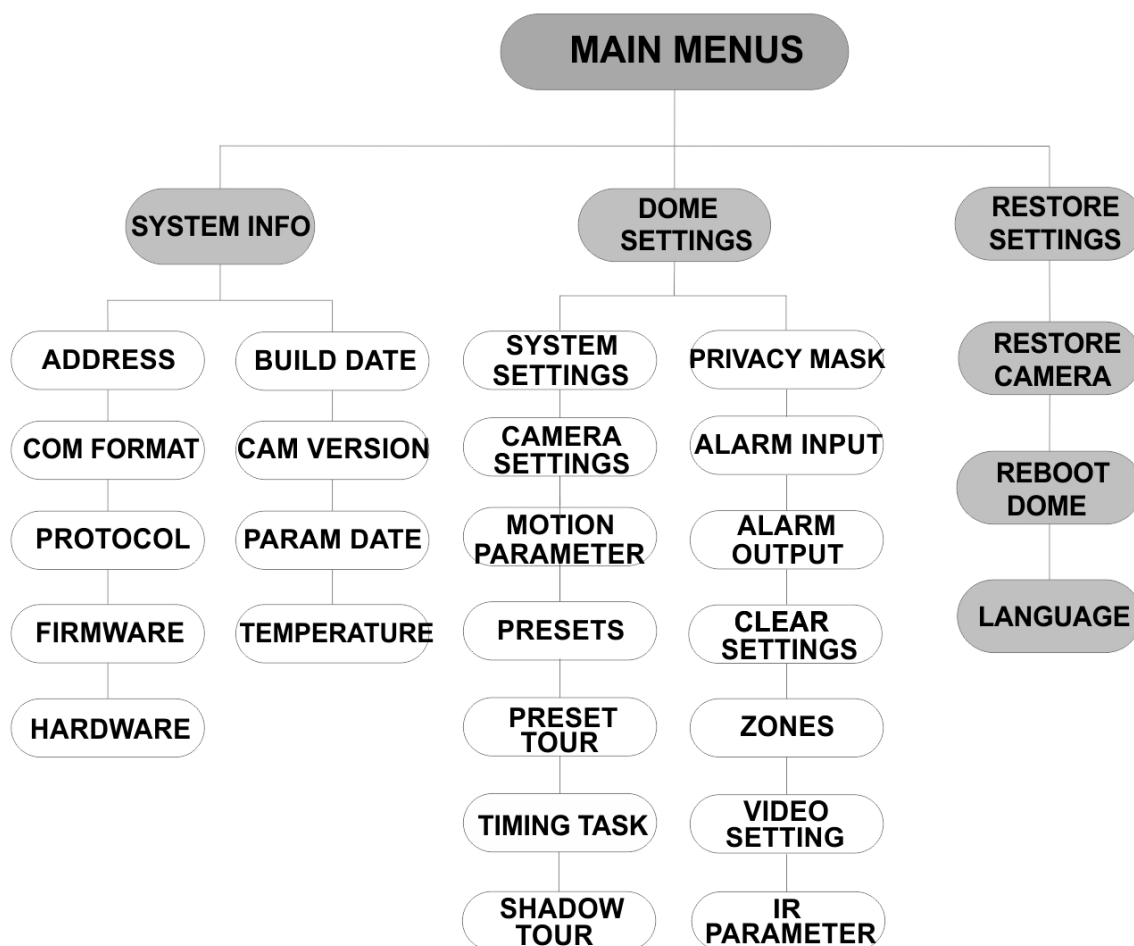 MAIN MENUS
SYSTEM INFO
DOME
SETTINGS
RESTORE
SETTINGS
ADDRESS
COM FORMAT
PROTOCOL
FIRMWARE
HARDWARE
BUILD DATE
CAM VERSION
PARAM DATE
TEMPERATURE
SYSTEM
SETTINGS
CAMERA
SETTINGS
MOTION
PARAMETER
PRESETS
PRESET
TOUR
TIMING TASK
SHADOW
TOUR
PRIVACY MASK
ALARM INPUT
ALARM
OUTPUT
CLEAR
SETTINGS
ZONES
VIDEO
SETTING
IR
PARAMETER
RESTORE
CAMERA
REBOOT
DOME
LANGUAGE